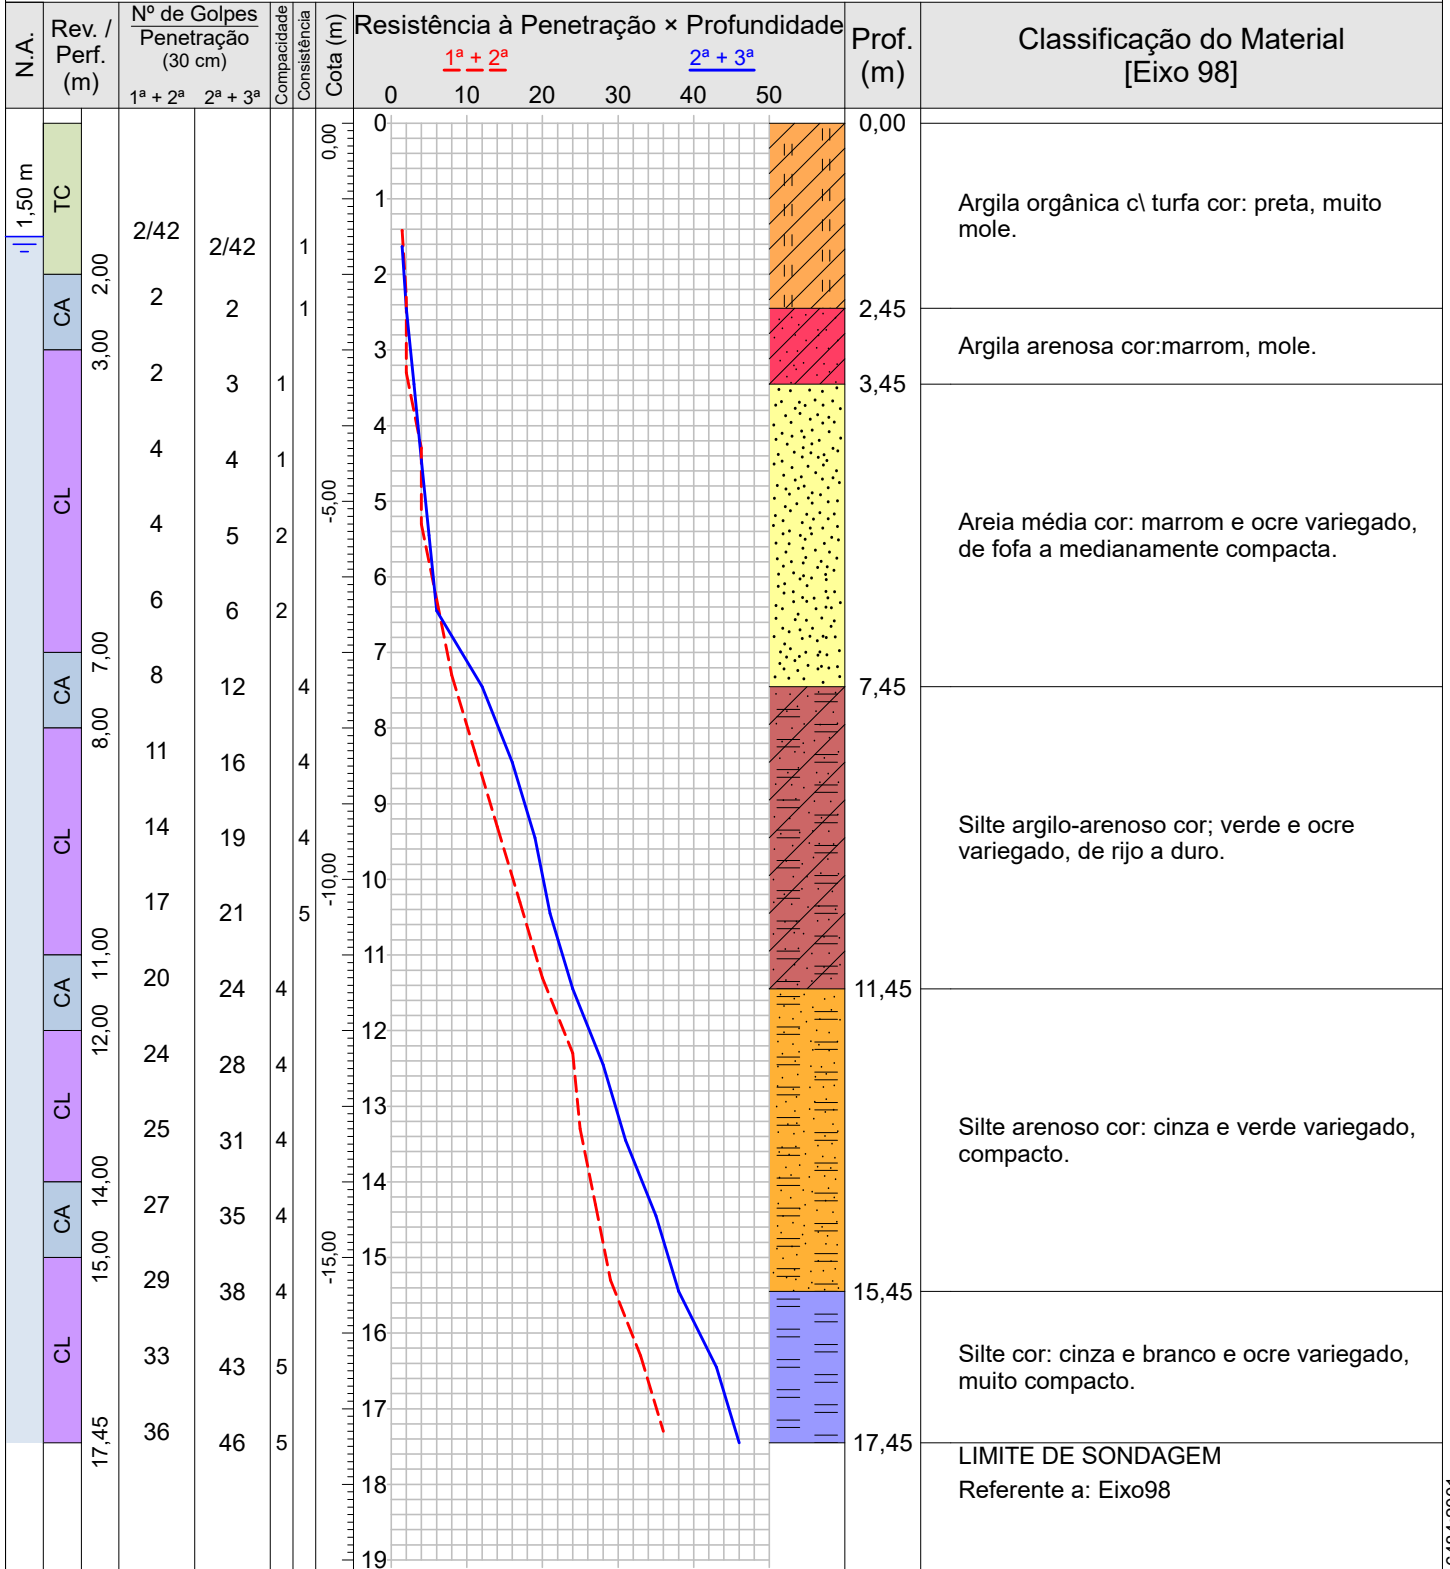 N.A.
Rev. /
Perf.
(m)
Nº de Golpes
Penetração
(30 cm)
1ª + 2ª 2ª + 3ª
Compacidade
Consistência
Cota (m)
Resistência à Penetração × Profundidade
1ª + 2ª 2ª + 3ª
0 10 20 30 40 50
Prof.
(m)
Classificação do Material
[Eixo 98]
1,50 m
TC
2,00
CA
3,00
CL
7,00
CA
8,00
CL
11,00
CA
12,00
CL
14,00
CA
15,00
CL
17,45
2/42 2/42 1
2 2 1
2 3 1
4 4 1
4 5 2
6 6 2
8 12 4
11 16 4
14 19 4
17 21 5
20 24 4
24 28 4
25 31 4
27 35 4
29 38 4
33 43 5
36 46 5
0,00
-5,00
-10,00
-15,00
0
1
2
3
4
5
6
7
8
9
10
11
12
13
14
15
16
17
18
19
0,00
Argila orgânica c\ turfa cor: preta, muito
mole.
2,45
Argila arenosa cor:marrom, mole.
3,45
Areia média cor: marrom e ocre variegado,
de fofa a medianamente compacta.
7,45
Silte argilo-arenoso cor; verde e ocre
variegado, de rijo a duro.
11,45
Silte arenoso cor: cinza e verde variegado,
compacto.
15,45
Silte cor: cinza e branco e ocre variegado,
muito compacto.
17,45
LIMITE DE SONDAGEM
Referente a: Eixo98